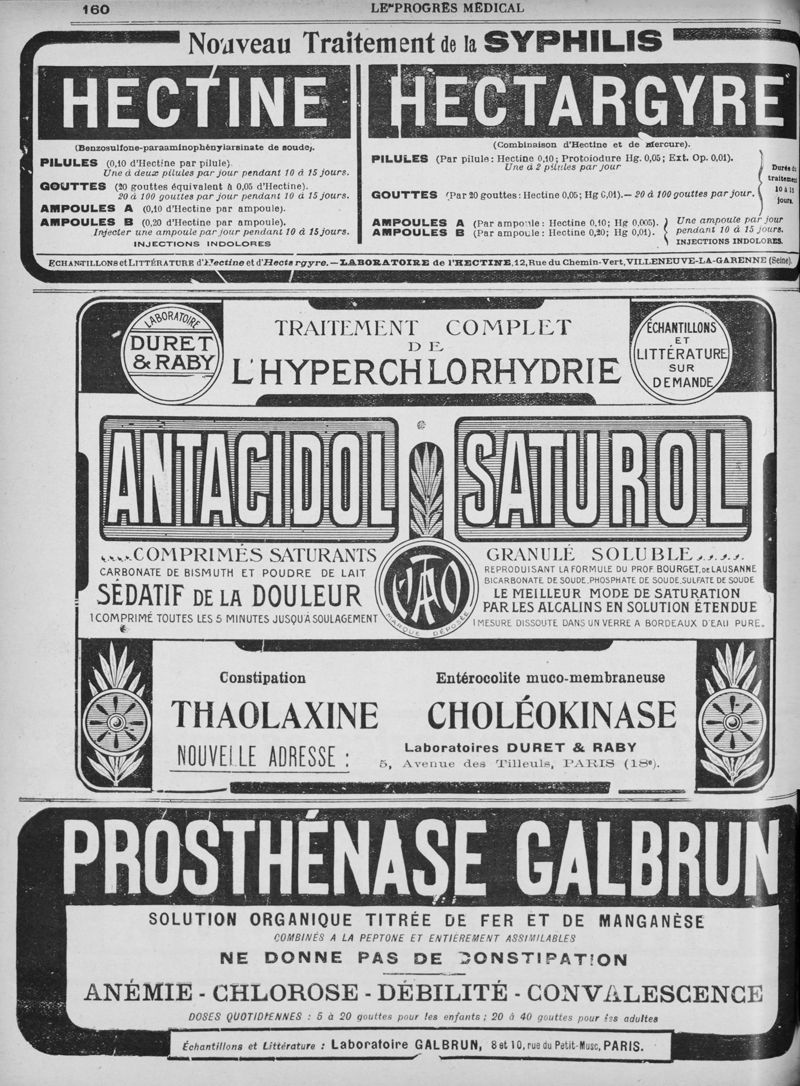 160
LE PROGRÈS MÉDICAL
Nouveau Traitement de la SYPHILIS
HECTINE
(Benzosulfone-paraaminophénylarsinate de soude).
PILULES (0,10 d'Hectine par pilule).
Une à deux pilules par jour pendant 10 à 15 jours.
GOUTTES (20 gouttes équivalent à 0,05 d'Hectine).
20 à 100 gouttes par jour pendant 10 à 15 jours.
AMPOULES A (0,10 d'Hectine par ampoule).
AMPOULES B (0,20 d'Hectine par ampoule).
Injecter une ampoule par jour pendant 10 à 15 jours.
INJECTIONS INDOLORES
HECTARGYRE
(Combinaison d'Hectine et de Mercure).
PILULES (Par pilule : Hectine 0,10 ; Protoiodure Hg. 0,05 ; Ext. Op. 0,01).
Une à 2 pilules par jour
GOUTTES (Par 20 gouttes : Hectine 0,05 ; Hg 0,01). — 20 à 100 gouttes par jour.
Durée du
traitement
10 à 15
jours.
AMPOULES A (Par ampoule : Hectine 0,10 ; Hg 0,005).
AMPOULES B (Par ampoule : Hectine 0,20 ; Hg 0,01).
Une ampoule par jour
pendant 10 à 15 jours.
INJECTIONS INDOLORES.
ECHANTILLONS et LITTÉRATURE d'Hectine et d'Hectargyre. — LABORATOIRE de l'HECTINE, 12, Rue du Chemin-Vert, VILLENEUVE-LA-GARENNE (Seine).
LABORATOIRE
DURET
& RABY
TRAITEMENT COMPLET
DE
L'HYPERCHLORHYDRIE
ÉCHANTILLONS
ET
LITTÉRATURE
SUR
DEMANDE
ANTACIDOL
COMPRIMÉS SATURANTS
CARBONATE DE BISMUTH ET POUDRE DE LAIT
SÉDATIF DE LA DOULEUR
1 COMPRIMÉ TOUTES LES 5 MINUTES JUSQU'À SOULAGEMENT
MARQUE DÉPOSÉE
SATUROL
GRANULÉ SOLUBLE
REPRODUISANT LA FORMULE DU PROF. BOURGET, DE LAUSANNE
BICARBONATE DE SOUDE, PHOSPHATE DE SOUDE, SULFATE DE SOUDE
LE MEILLEUR MODE DE SATURATION
PAR LES ALCALINS EN SOLUTION ÉTENDUE
1 MESURE DISSOUTE DANS UN VERRE A BORDEAUX D'EAU PURE.
Constipation
THAOLAXINE
Entérocolite muco-membraneuse
CHOLÉOKINASE
NOUVELLE ADRESSE :
Laboratoires DURET & RABY
5, Avenue des Tilleuls, PARIS (18e).
PROSTHÉNASE GALBRUN
SOLUTION ORGANIQUE TITRÉE DE FER ET DE MANGANÈSE
COMBINÉS A LA PEPTONE ET ENTIÈREMENT ASSIMILABLES
NE DONNE PAS DE CONSTIPATION
ANÉMIE - CHLOROSE - DÉBILITÉ - CONVALESCENCE
DOSES QUOTIDIENNES : 5 à 20 gouttes pour les enfants ; 20 à 40 gouttes pour les adultes
Échantillons et Littérature : Laboratoire GALBRUN, 8 et 10, rue du Petit-Musc, PARIS.